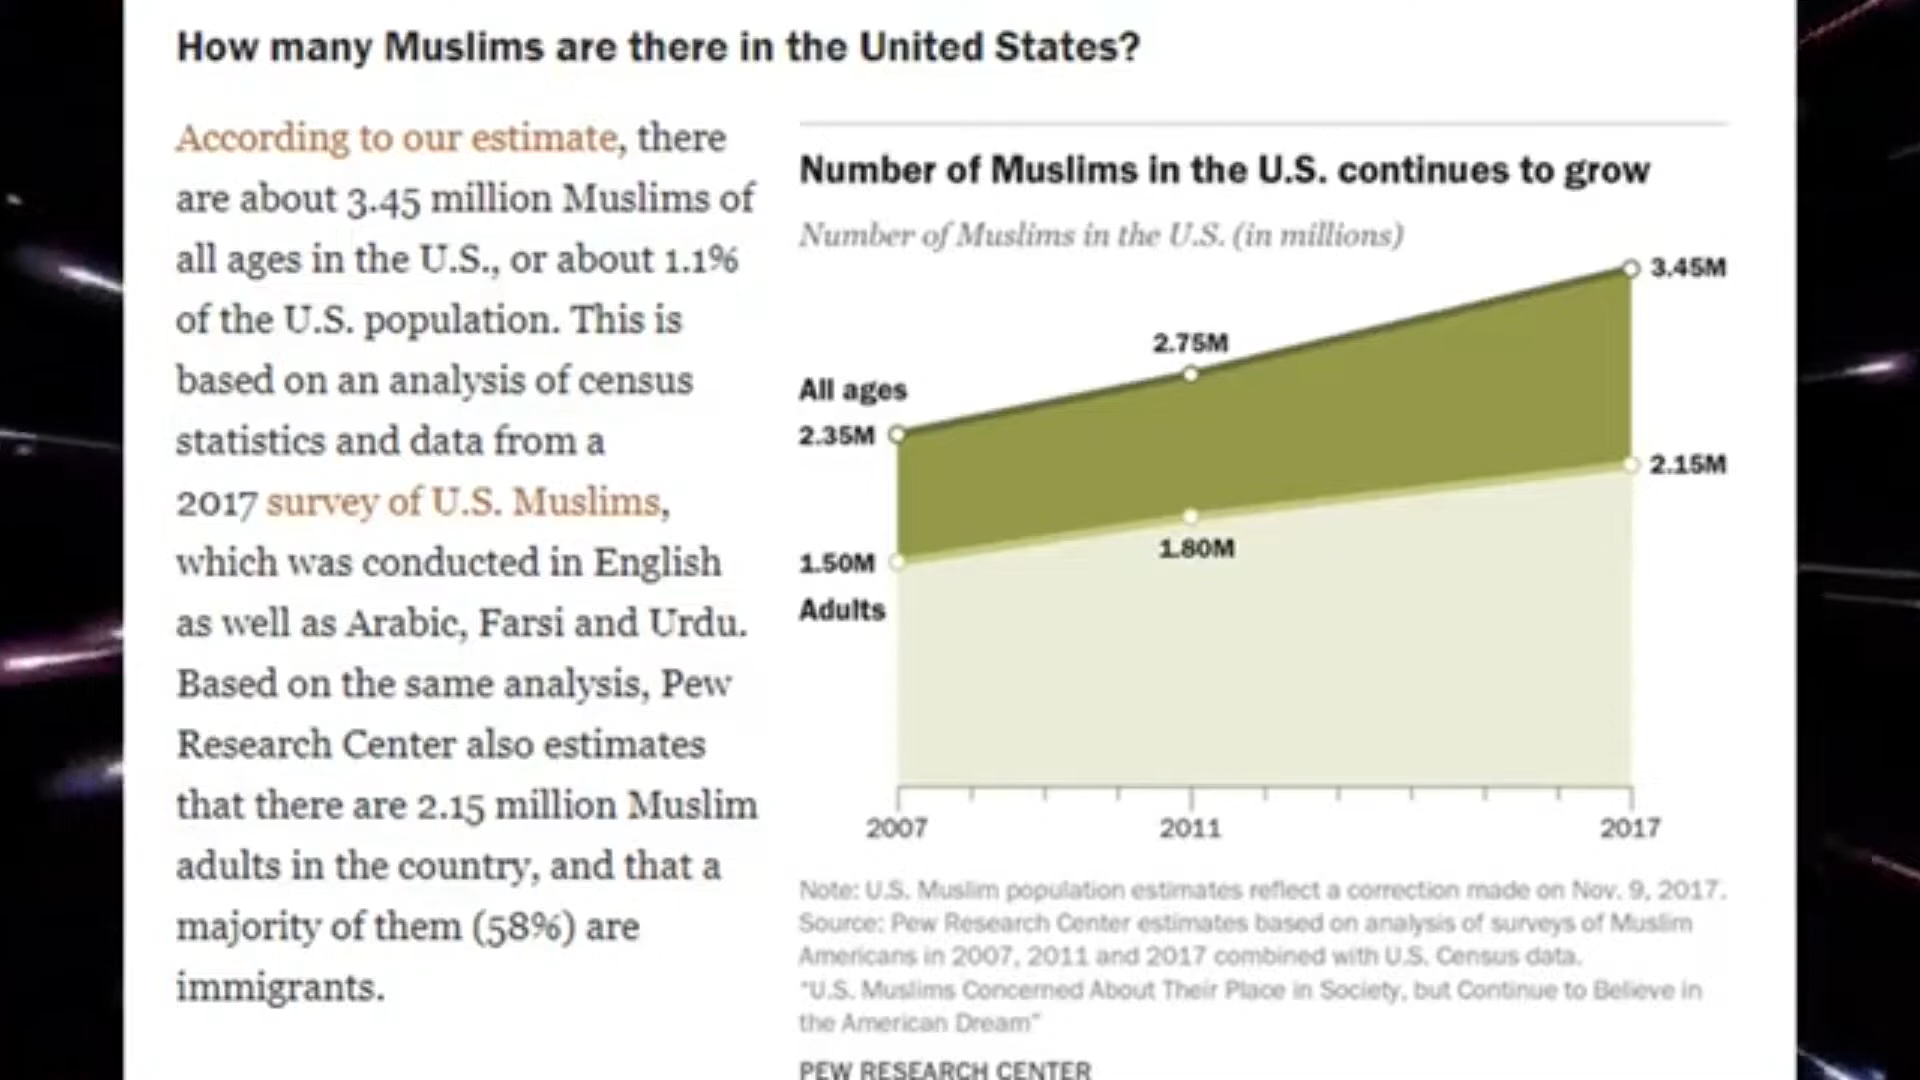 How many Muslims are there in the United States?
According to our estimate, there
are about 3.45 million Muslims of
all ages in the U.S., or about 1.1%
of the U.S. population. This is
based on an analysis of census
statistics and data from a
2017 survey of U.S. Muslims,
which was conducted in English
as well as Arabic, Farsi and Urdu.
Based on the same analysis, Pew
Research Center also estimates
that there are 2.15 million Muslim
adults in the country, and that a
majority of them (58%) are
immigrants.
Number of Muslims in the U.S. continues to grow
Number of Muslims in the U.S. (in millions)
3.45M
2.75M
All ages
2.35M
2.15M
1.80M
1.50M
Adults
2007 2011 2017
Note: U.S. Muslim population estimates reflect a correction made on Nov. 9, 2017.
Source: Pew Research Center estimates based on analysis of surveys of Muslim
Americans in 2007, 2011 and 2017 combined with U.S. Census data.
"U.S. Muslims Concerned About Their Place in Society, but Continue to Believe in
the American Dream"
PEW RESEARCH CENTER